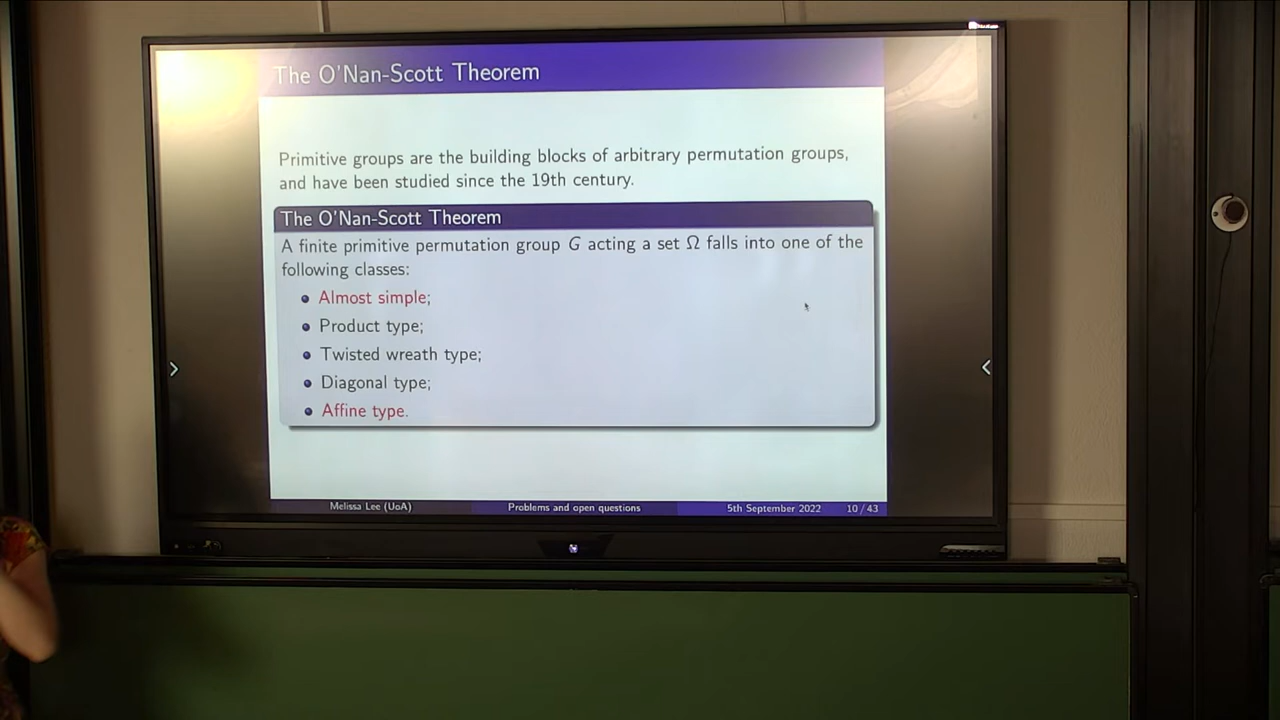 The O'Nan-Scott Theorem
Primitive groups are the building blocks of arbitrary permutation groups,
and have been studied since the 19th century.
The O'Nan-Scott Theorem
A finite primitive permutation group G acting a set Ω falls into one of the
following classes:
Almost simple;
Product type;
Twisted wreath type;
Diagonal type;
Affine type.
Melissa Lee (UoA)
Problems and open questions
5th September 2022
10 / 43